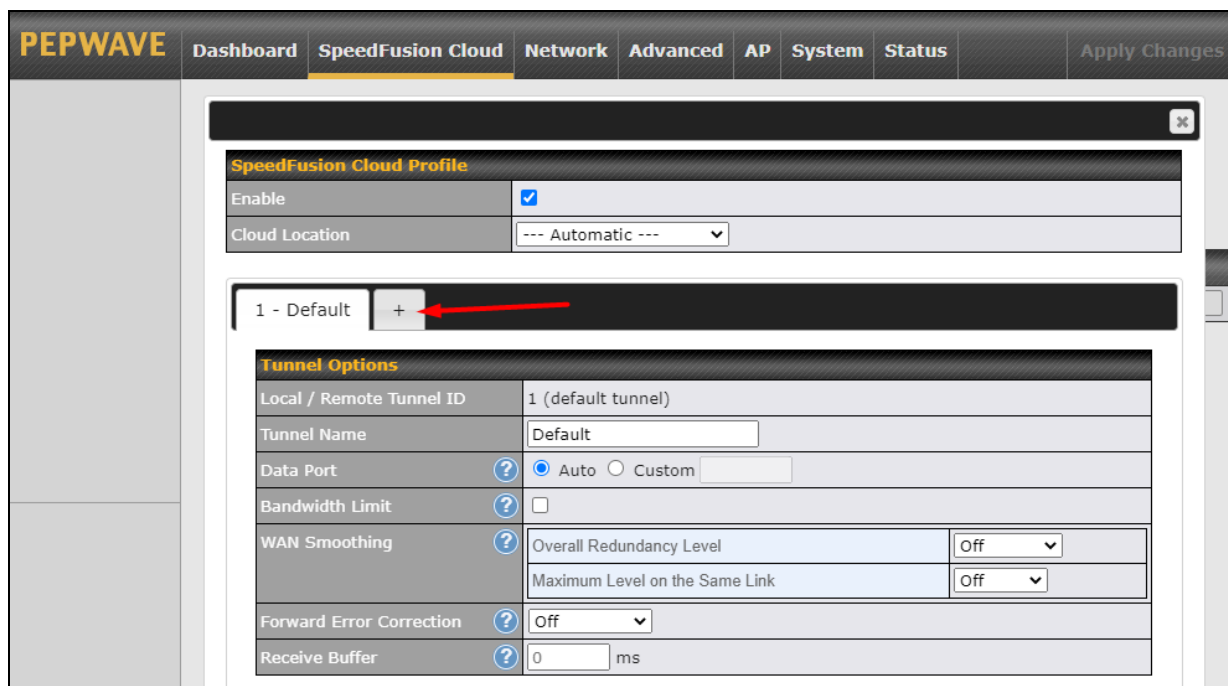 PEPWAVE Dashboard SpeedFusion Cloud Network Advanced AP System Status Apply Changes
SpeedFusion Cloud Profile
Enable
Cloud Location --- Automatic ---
1 - Default +
Tunnel Options
Local / Remote Tunnel ID 1 (default tunnel)
Tunnel Name Default
Data Port ? Auto Custom
Bandwidth Limit ?
WAN Smoothing ? Overall Redundancy Level Off
Maximum Level on the Same Link Off
Forward Error Correction ? Off
Receive Buffer ? 0 ms